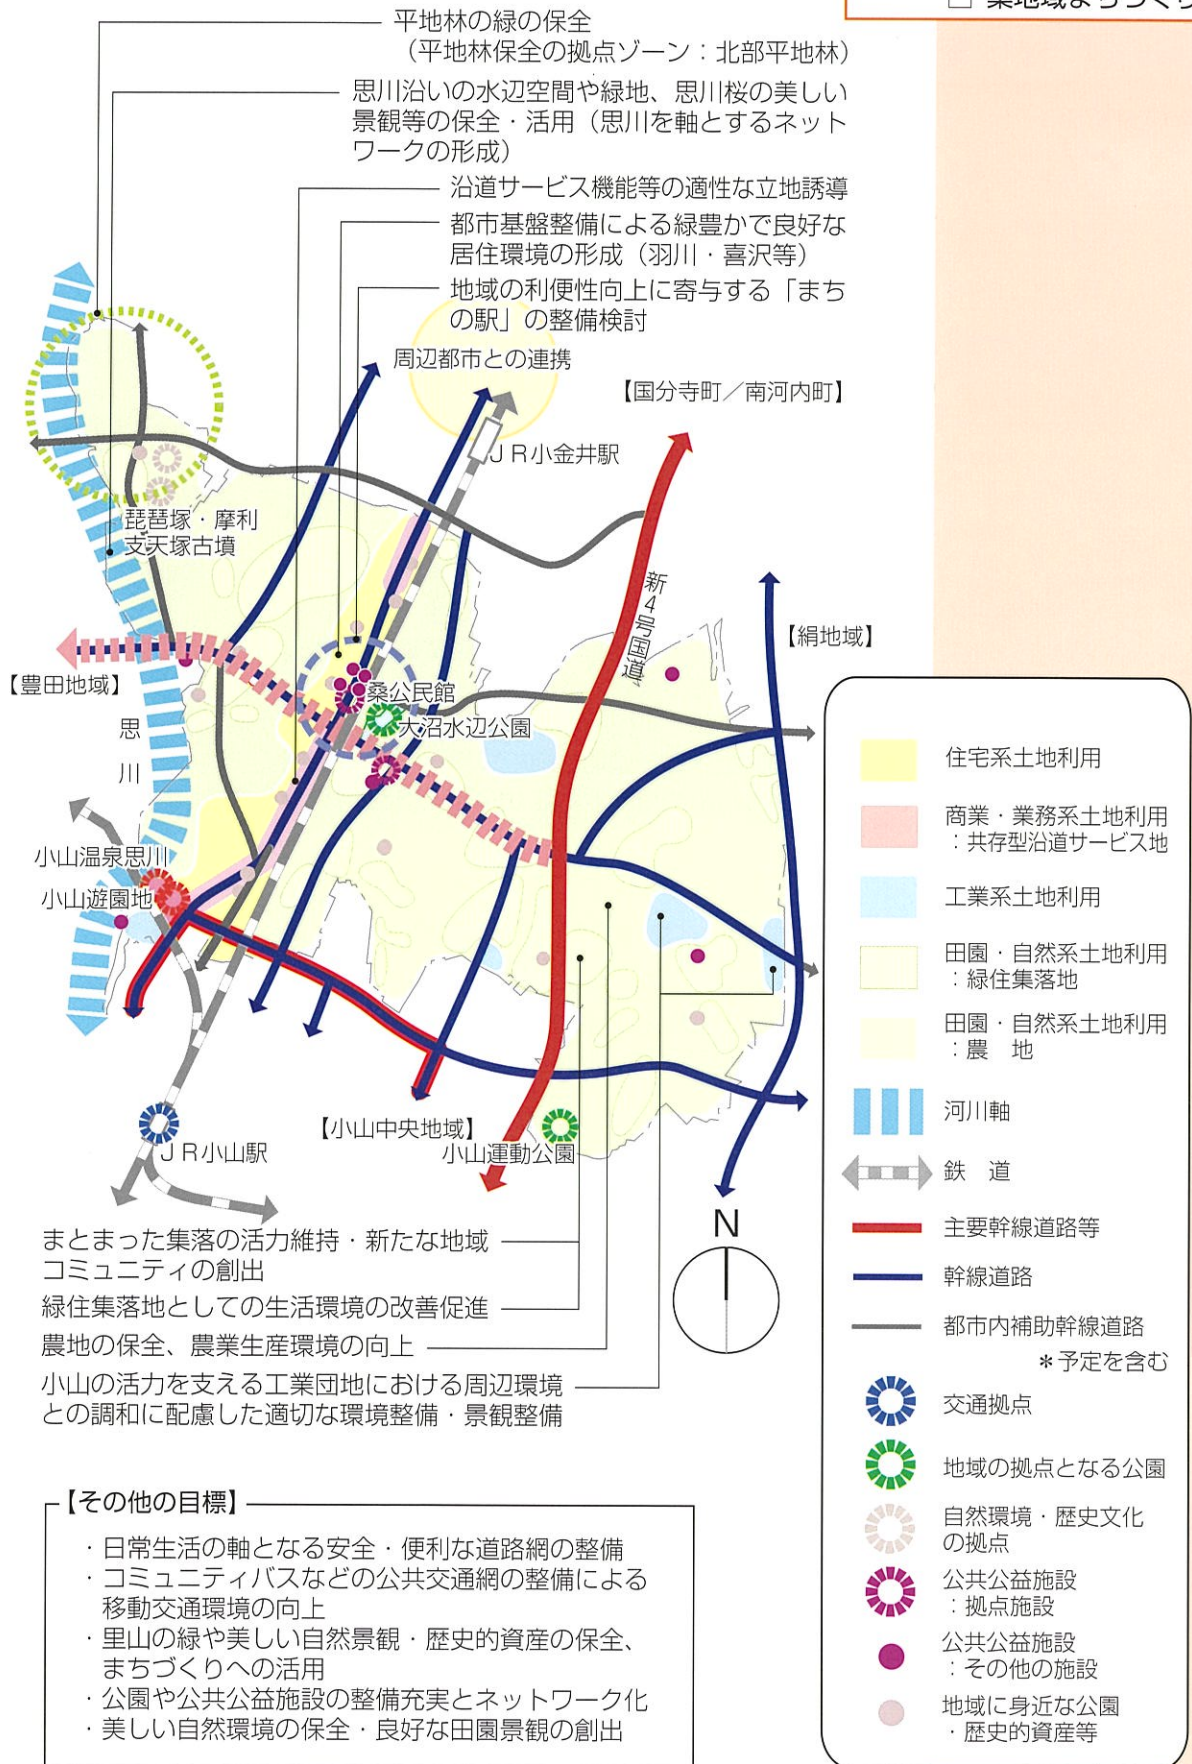 平地林の緑の保全
（平地林保全の拠点ゾーン：北部平地林）
思川沿いの水辺空間や緑地、思川桜の美しい
景観等の保全・活用（思川を軸とするネット
ワークの形成）
沿道サービス機能等の適性な立地誘導
都市基盤整備による緑豊かで良好な
居住環境の形成（羽川・喜沢等）
地域の利便性向上に寄与する「まち
の駅」の整備検討
周辺都市との連携
【国分寺町／南河内町】
ＪＲ小金井駅
琵琶塚・摩利
支天塚古墳
新4号国道
【絹地域】
【豊田地域】
桑公民館
大沼水辺公園
思
川
小山温泉思川
小山遊園地
【小山中央地域】
ＪＲ小山駅
小山運動公園
N
まとまった集落の活力維持・新たな地域
コミュニティの創出
緑住集落地としての生活環境の改善促進
農地の保全、農業生産環境の向上
小山の活力を支える工業団地における周辺環境
との調和に配慮した適切な環境整備・景観整備
【その他の目標】
・日常生活の軸となる安全・便利な道路網の整備
・コミュニティバスなどの公共交通網の整備による
移動交通環境の向上
・里山の緑や美しい自然景観・歴史的資産の保全、
まちづくりへの活用
・公園や公共公益施設の整備充実とネットワーク化
・美しい自然環境の保全・良好な田園景観の創出
住宅系土地利用
商業・業務系土地利用
：共存型沿道サービス地
工業系土地利用
田園・自然系土地利用
：緑住集落地
田園・自然系土地利用
：農　地
河川軸
鉄　道
主要幹線道路等
幹線道路
都市内補助幹線道路
＊予定を含む
交通拠点
地域の拠点となる公園
自然環境・歴史文化
の拠点
公共公益施設
：拠点施設
公共公益施設
：その他の施設
地域に身近な公園
・歴史的資産等